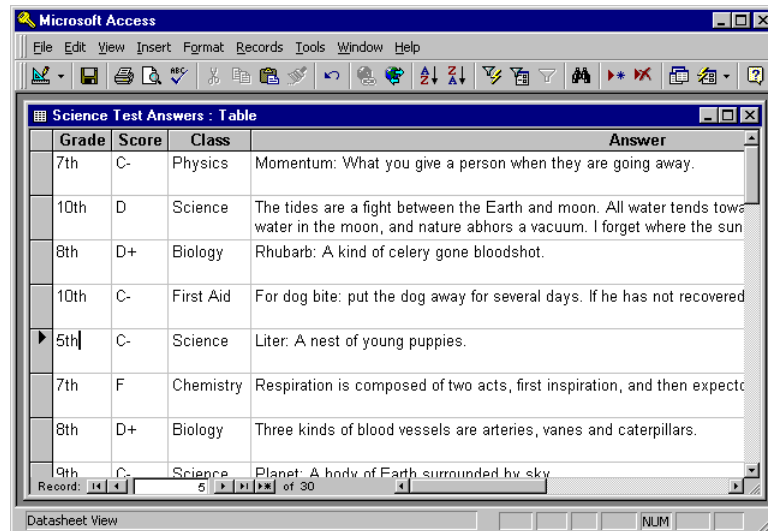 Microsoft Access
File Edit View Insert Format Records Tools Window Help
ABC
A Z Z A
Science Test Answers : Table
Grade Score Class Answer
7th C- Physics Momentum: What you give a person when they are going away.
10th D Science The tides are a fight between the Earth and moon. All water tends
water in the moon, and nature abhors a vacuum. I forget where the sun
8th D+ Biology Rhubarb: A kind of celery gone bloodshot.
10th C- First Aid For dog bite: put the dog away for several days. If he has not recovered
5th C- Science Liter: A nest of young puppies.
7th F Chemistry Respiration is composed of two acts, first inspiration, and then
8th D+ Biology Three kinds of blood vessels are arteries, vanes and caterpillars.
9th C- Science Planet: A body of Earth surrounded by sky
Record: 5 of 30
Datasheet View NUM